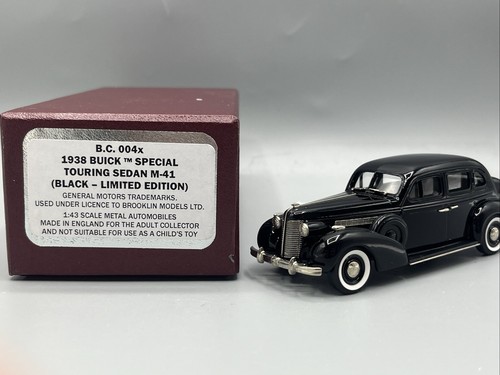 B.C. 004x
1938 BUICK ™ SPECIAL
TOURING SEDAN M-41
(BLACK – LIMITED EDITION)
GENERAL MOTORS TRADEMARKS.
USED UNDER LICENCE TO BROOKLIN MODELS LTD.
1:43 SCALE METAL AUTOMOBILES
MADE IN ENGLAND FOR THE ADULT COLLECTOR
AND NOT SUITABLE FOR USE AS A CHILD'S TOY